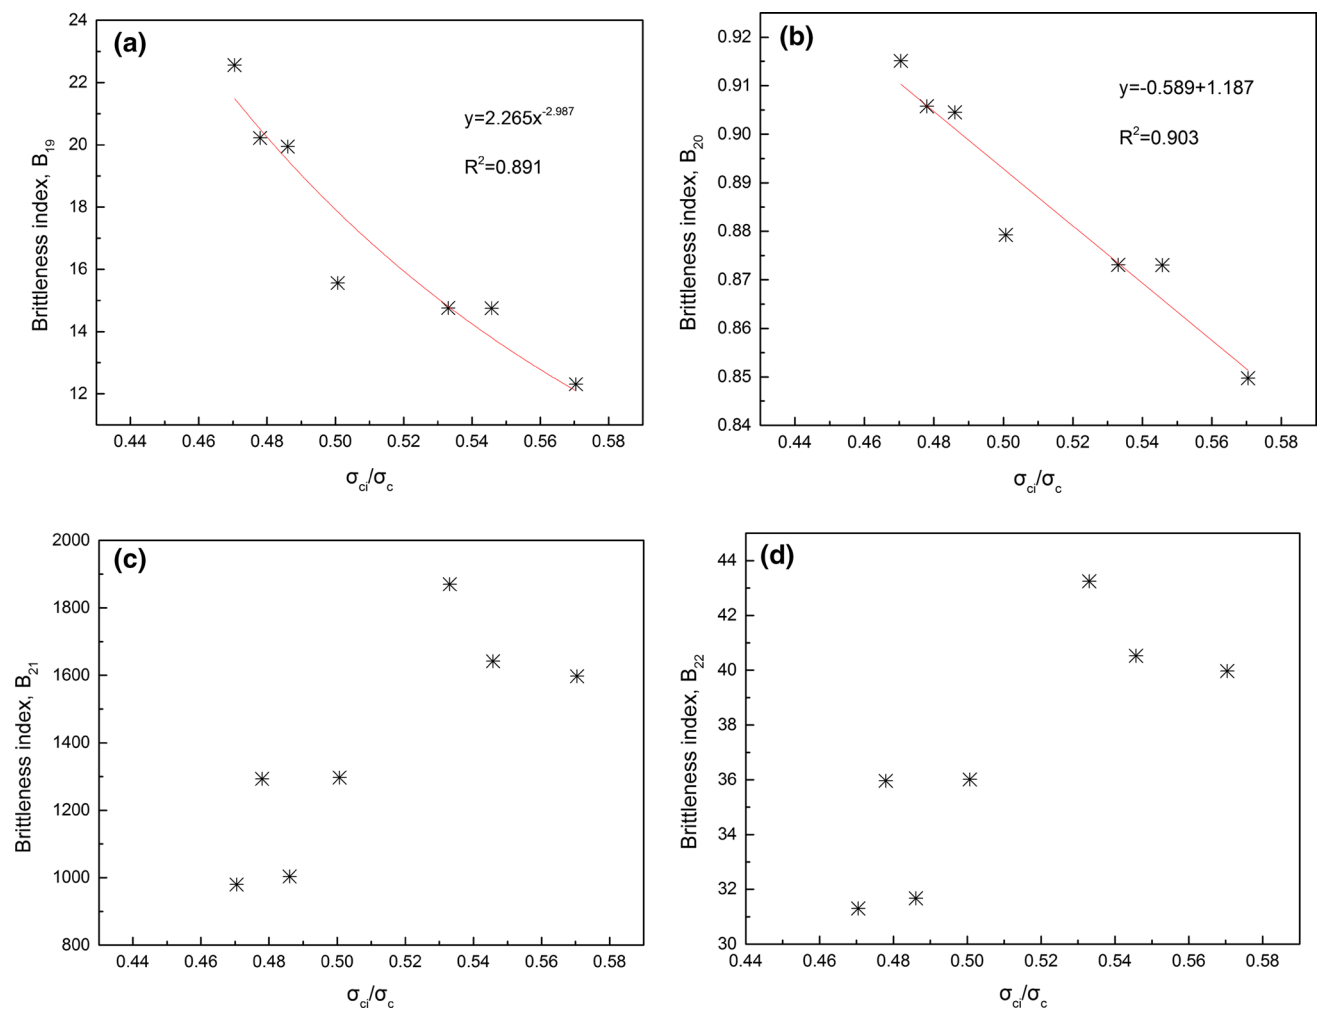 (a)
24
22
20
18
16
14
12
Brittleness index, B19
y=2.265x^-2.987
R²=0.891
0.44 0.46 0.48 0.50 0.52 0.54 0.56 0.58
σci/σc
(b)
0.92
0.91
0.90
0.89
0.88
0.87
0.86
0.85
0.84
Brittleness index, B20
y=-0.589+1.187
R²=0.903
0.44 0.46 0.48 0.50 0.52 0.54 0.56 0.58
σci/σc
(c)
2000
1800
1600
1400
1200
1000
800
Brittleness index, B21
0.44 0.46 0.48 0.50 0.52 0.54 0.56 0.58
σci/σc
(d)
44
42
40
38
36
34
32
30
Brittleness index, B22
0.44 0.46 0.48 0.50 0.52 0.54 0.56 0.58
σci/σc